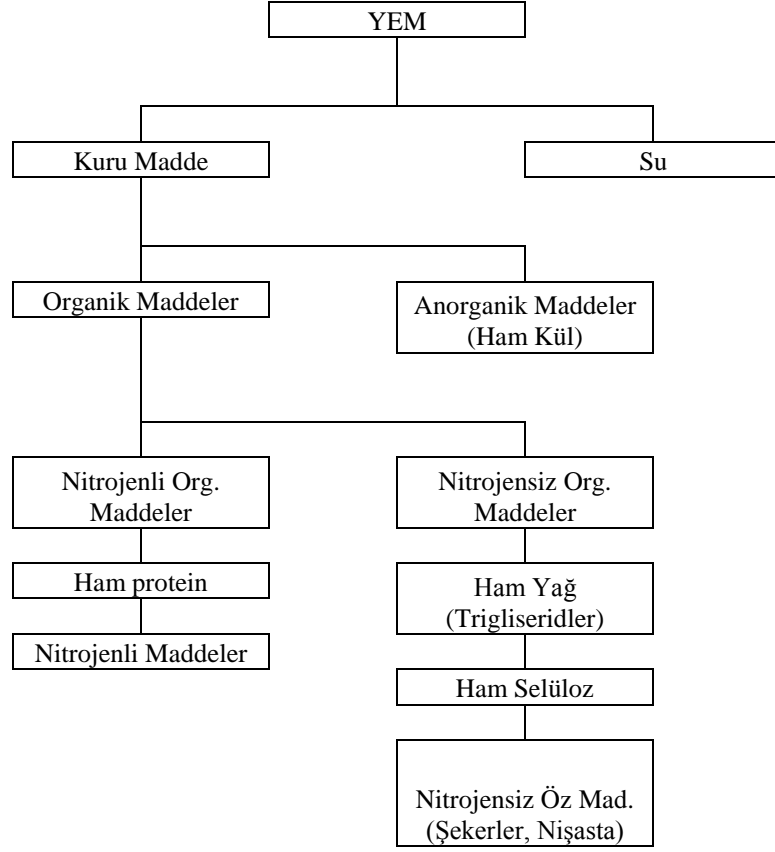 YEM
Kuru Madde
Su
Organik Maddeler
Anorganik Maddeler
(Ham Kül)
Nitrojenli Org.
Maddeler
Nitrojensiz Org.
Maddeler
Ham protein
Ham Yağ
(Trigliseridler)
Nitrojenli Maddeler
Ham Selüloz
Nitrojensiz Öz Mad.
(Şekerler, Nişasta)